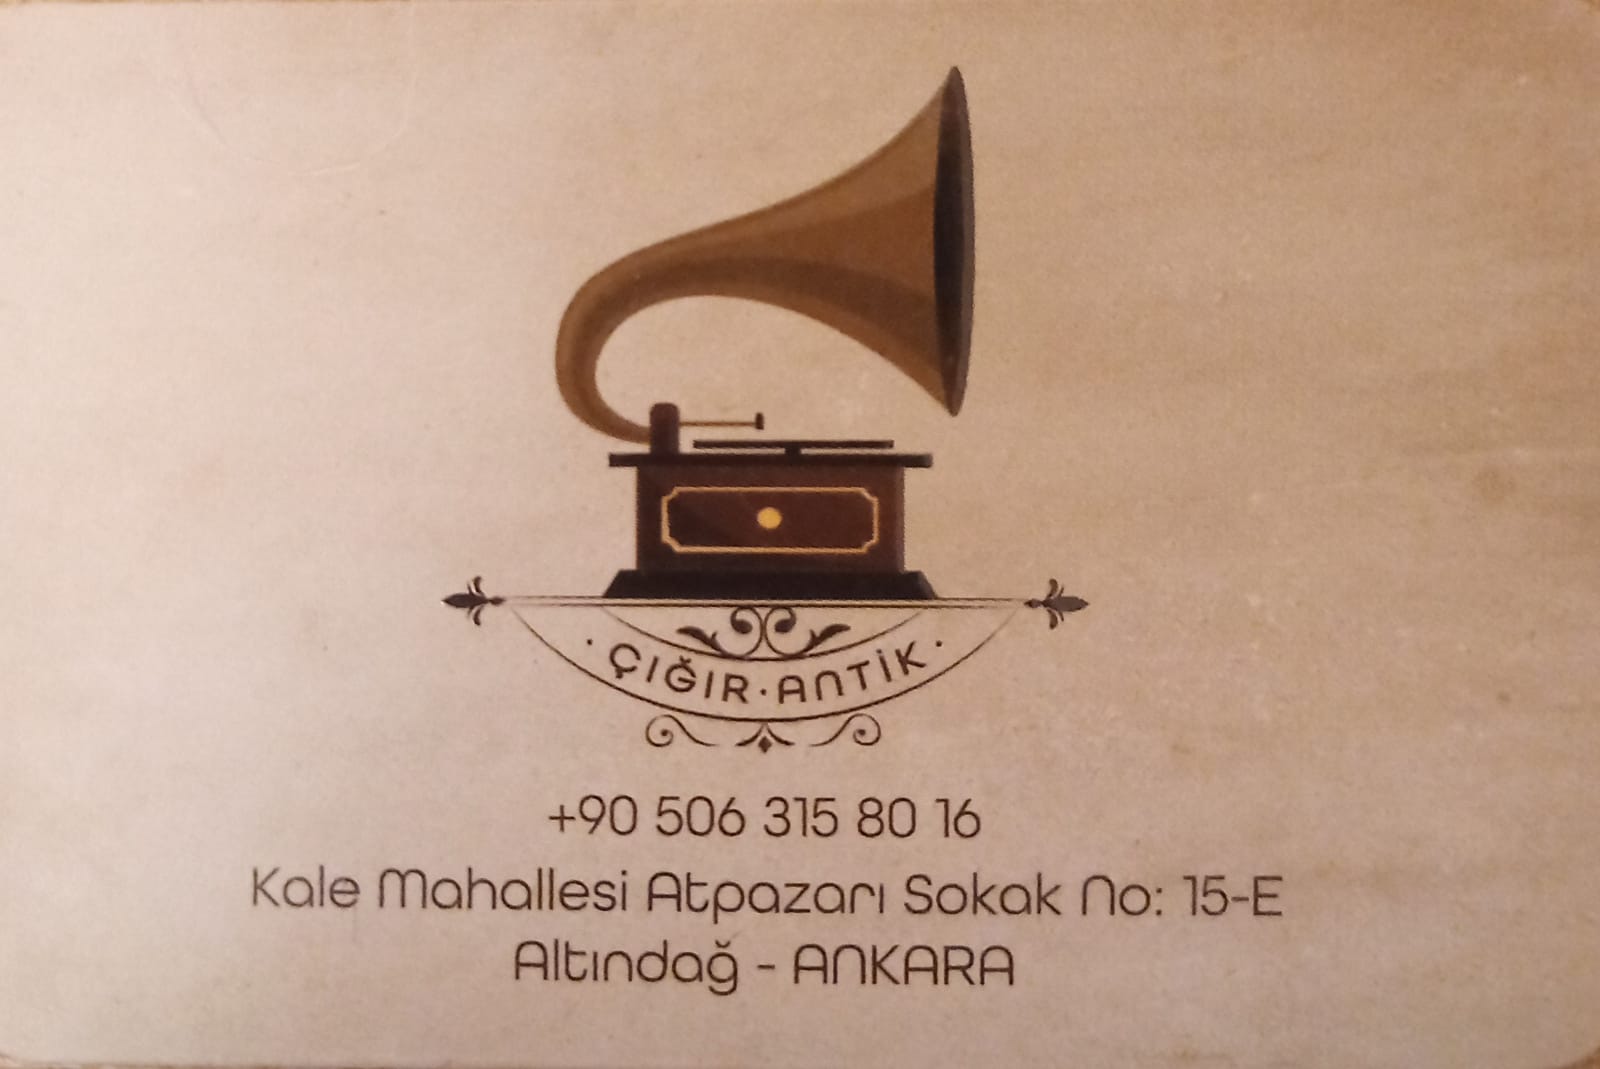 · ÇIĞIR · ANTİK ·
+90 506 315 80 16
Kale Mahallesi Atpazarı Sokak No: 15-E
Altındağ - ANKARA